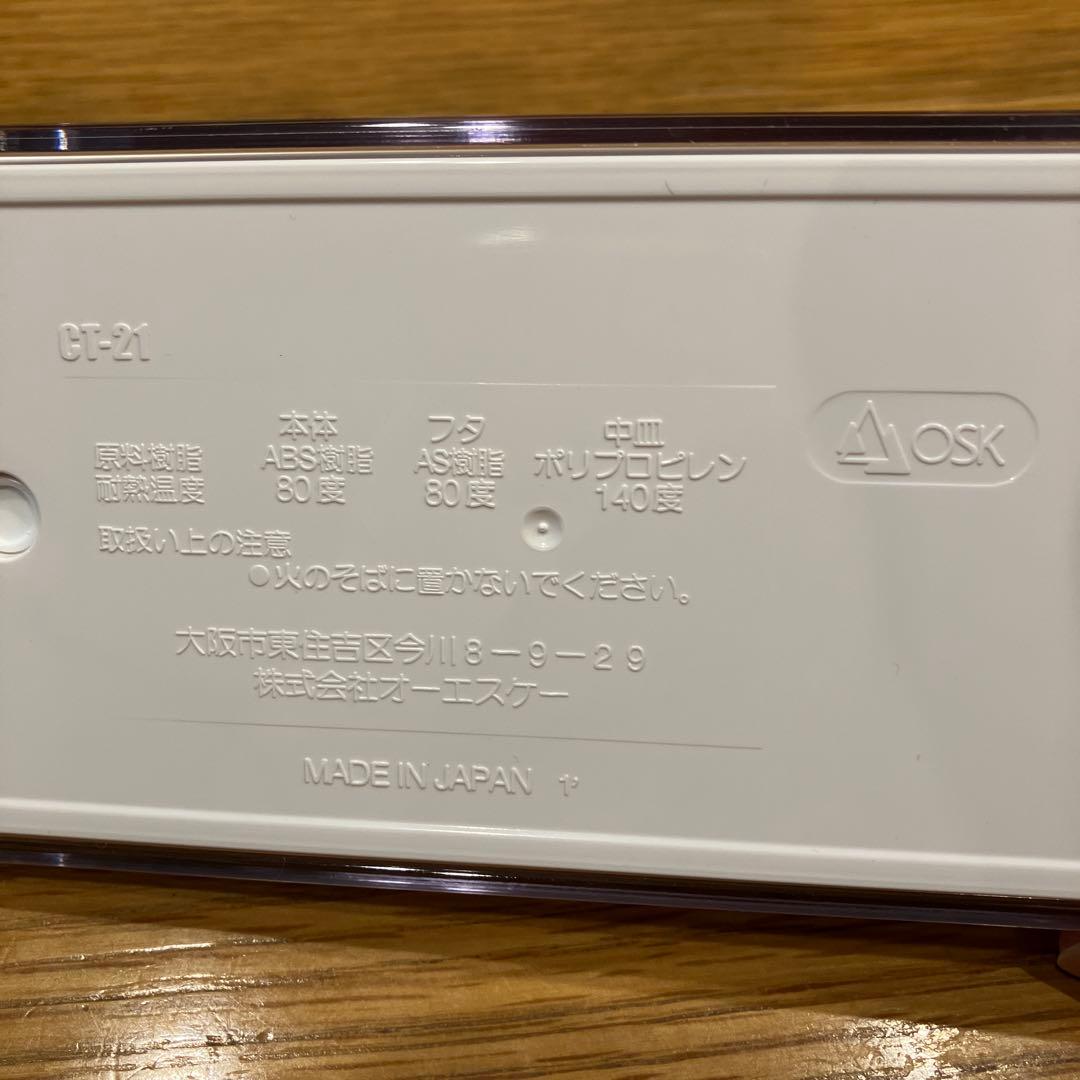 CT-21
OSK
本体 フタ 中皿
原料樹脂 ABS樹脂 AS樹脂 ポリプロピレン
耐熱温度 80度 80度 140度
取扱い上の注意
○火のそばに置かないでください。
大阪市東住吉区今川8-9-29
株式会社オーエスケー
MADE IN JAPAN 1'